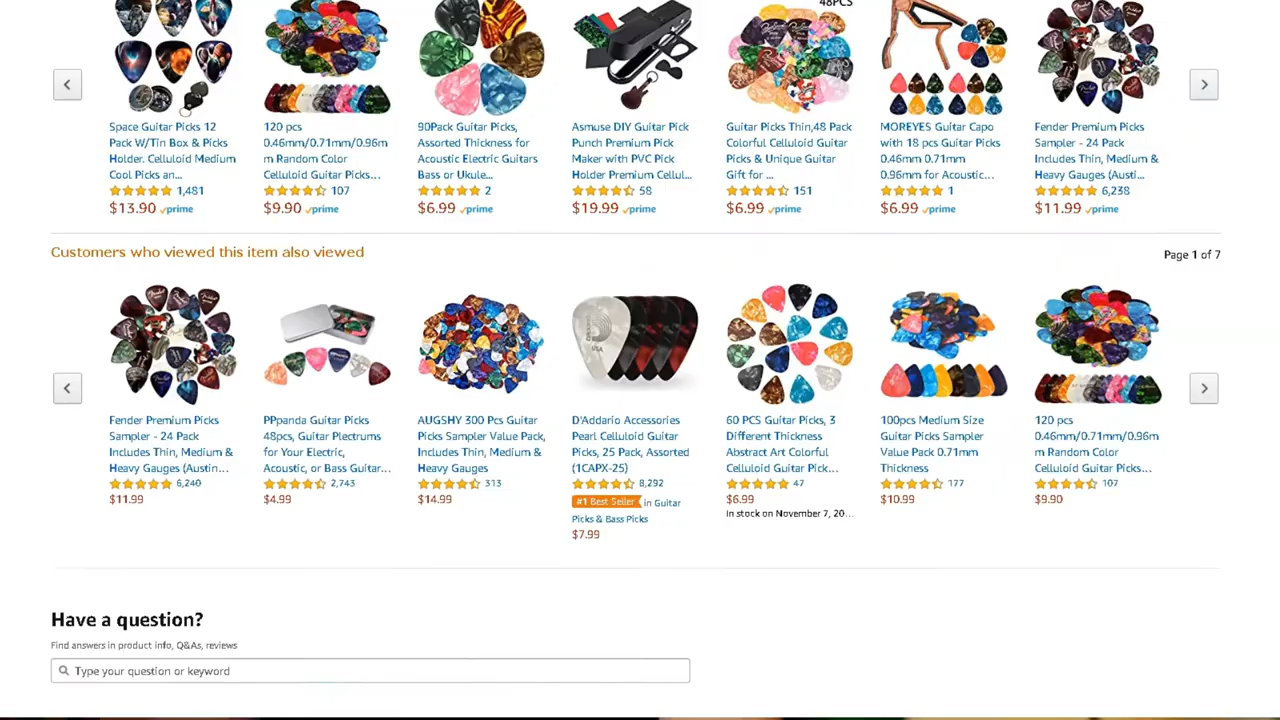 48PCS
Space Guitar Picks 12
Pack W/Tin Box & Picks
Holder. Celluloid Medium
Cool Picks an...
1,481
$13.90 prime
120 pcs
0.46mm/0.71mm/0.96m
m Random Color
Celluloid Guitar Picks...
107
$9.90 prime
90Pack Guitar Picks,
Assorted Thickness for
Acoustic Electric Guitars
Bass or Ukule...
2
$6.99 prime
Asmuse DIY Guitar Pick
Punch Premium Pick
Maker with PVC Pick
Holder Premium Cellul...
58
$19.99 prime
Guitar Picks Thin,48 Pack
Colorful Celluloid Guitar
Picks & Unique Guitar
Gift for ...
151
$6.99 prime
MOREYES Guitar Capo
with 18 pcs Guitar Picks
0.46mm 0.71mm
0.96mm for Acoustic...
1
$6.99 prime
Fender Premium Picks
Sampler - 24 Pack
Includes Thin, Medium &
Heavy Gauges (Austi...
6,238
$11.99 prime
Customers who viewed this item also viewed
Page 1 of 7
Fender Premium Picks
Sampler - 24 Pack
Includes Thin, Medium &
Heavy Gauges (Austin...
6,240
$11.99
PPpanda Guitar Picks
48pcs, Guitar Plectrums
for Your Electric,
Acoustic, or Bass Guitar...
2,743
$4.99
AUGSHY 300 Pcs Guitar
Picks Sampler Value Pack,
Includes Thin, Medium &
Heavy Gauges
313
$14.99
D'Addario Accessories
Pearl Celluloid Guitar
Picks, 25 Pack, Assorted
(1CAPX-25)
8,292
#1 Best Seller in Guitar
Picks & Bass Picks
$7.99
60 PCS Guitar Picks, 3
Different Thickness
Abstract Art Colorful
Celluloid Guitar Pick...
47
$6.99
In stock on November 7, 20...
100pcs Medium Size
Guitar Picks Sampler
Value Pack 0.71mm
Thickness
177
$10.99
120 pcs
0.46mm/0.71mm/0.96m
m Random Color
Celluloid Guitar Picks...
107
$9.90
Have a question?
Find answers in product info, Q&As, reviews
Type your question or keyword